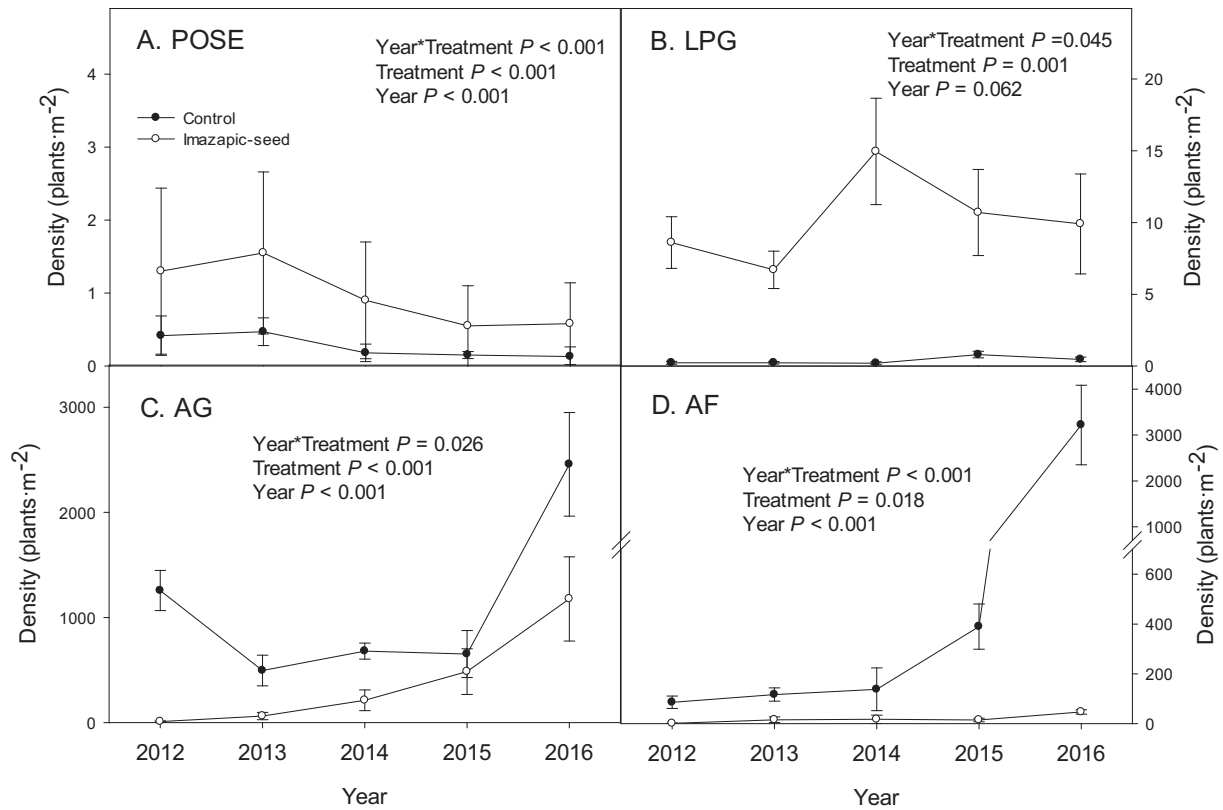 A. POSE
Year*Treatment P < 0.001
Treatment P < 0.001
Year P < 0.001
Control
Imazapic-seed
Density (plants·m-2)
4
3
2
1
0
B. LPG
Year*Treatment P =0.045
Treatment P = 0.001
Year P = 0.062
Density (plants·m-2)
20
15
10
5
0
C. AG
Year*Treatment P = 0.026
Treatment P < 0.001
Year P < 0.001
Density (plants·m-2)
3000
2000
1000
0
2012 2013 2014 2015 2016
Year
D. AF
Year*Treatment P < 0.001
Treatment P = 0.018
Year P < 0.001
Density (plants·m-2)
4000
3000
2000
1000
600
400
200
0
2012 2013 2014 2015 2016
Year